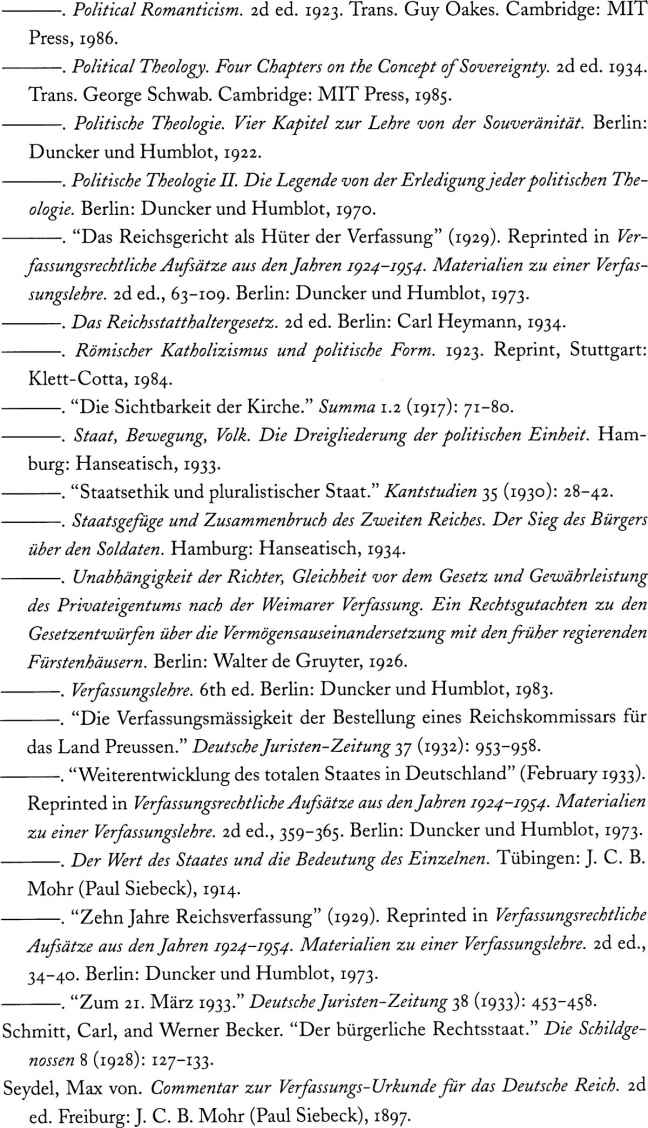 ———. Political Romanticism. 2d ed. 1923. Trans. Guy Oakes. Cambridge: MIT
Press, 1986.
———. Political Theology. Four Chapters on the Concept of Sovereignty. 2d ed. 1934.
Trans. George Schwab. Cambridge: MIT Press, 1985.
———. Politische Theologie. Vier Kapitel zur Lehre von der Souveränität. Berlin:
Duncker und Humblot, 1922.
———. Politische Theologie II. Die Legende von der Erledigung jeder politischen The-
ologie. Berlin: Duncker und Humblot, 1970.
———. “Das Reichsgericht als Hüter der Verfassung” (1929). Reprinted in Ver-
fassungsrechtliche Aufsätze aus den Jahren 1924–1954. Materialien zu einer Verfas-
sungslehre. 2d ed., 63–109. Berlin: Duncker und Humblot, 1973.
———. Das Reichsstatthaltergesetz. 2d ed. Berlin: Carl Heymann, 1934.
———. Römischer Katholizismus und politische Form. 1923. Reprint, Stuttgart:
Klett-Cotta, 1984.
———. “Die Sichtbarkeit der Kirche.” Summa 1.2 (1917): 71–80.
———. Staat, Bewegung, Volk. Die Dreigliederung der politischen Einheit. Ham-
burg: Hanseatisch, 1933.
———. “Staatsethik und pluralistischer Staat.” Kantstudien 35 (1930): 28–42.
———. Staatsgefüge und Zusammenbruch des Zweiten Reiches. Der Sieg des Bürgers
über den Soldaten. Hamburg: Hanseatisch, 1934.
———. Unabhängigkeit der Richter, Gleichheit vor dem Gesetz und Gewährleistung
des Privateigentums nach der Weimarer Verfassung. Ein Rechtsgutachten zu den
Gesetzentwürfen über die Vermögensauseinandersetzung mit den früher regierenden
Fürstenhäusern. Berlin: Walter de Gruyter, 1926.
———. Verfassungslehre. 6th ed. Berlin: Duncker und Humblot, 1983.
———. “Die Verfassungsmässigkeit der Bestellung eines Reichskommissars für
das Land Preussen.” Deutsche Juristen-Zeitung 37 (1932): 953–958.
———. “Weiterentwicklung des totalen Staates in Deutschland” (February 1933).
Reprinted in Verfassungsrechtliche Aufsätze aus den Jahren 1924–1954. Materialien
zu einer Verfassungslehre. 2d ed., 359–365. Berlin: Duncker und Humblot, 1973.
———. Der Wert des Staates und die Bedeutung des Einzelnen. Tübingen: J. C. B.
Mohr (Paul Siebeck), 1914.
———. “Zehn Jahre Reichsverfassung” (1929). Reprinted in Verfassungsrechtliche
Aufsätze aus den Jahren 1924–1954. Materialien zu einer Verfassungslehre. 2d ed.,
34–40. Berlin: Duncker und Humblot, 1973.
———. “Zum 21. März 1933.” Deutsche Juristen-Zeitung 38 (1933): 453–458.
Schmitt, Carl, and Werner Becker. “Der bürgerliche Rechtsstaat.” Die Schildge-
nossen 8 (1928): 127–133.
Seydel, Max von. Commentar zur Verfassungs-Urkunde für das Deutsche Reich. 2d
ed. Freiburg: J. C. B. Mohr (Paul Siebeck), 1897.